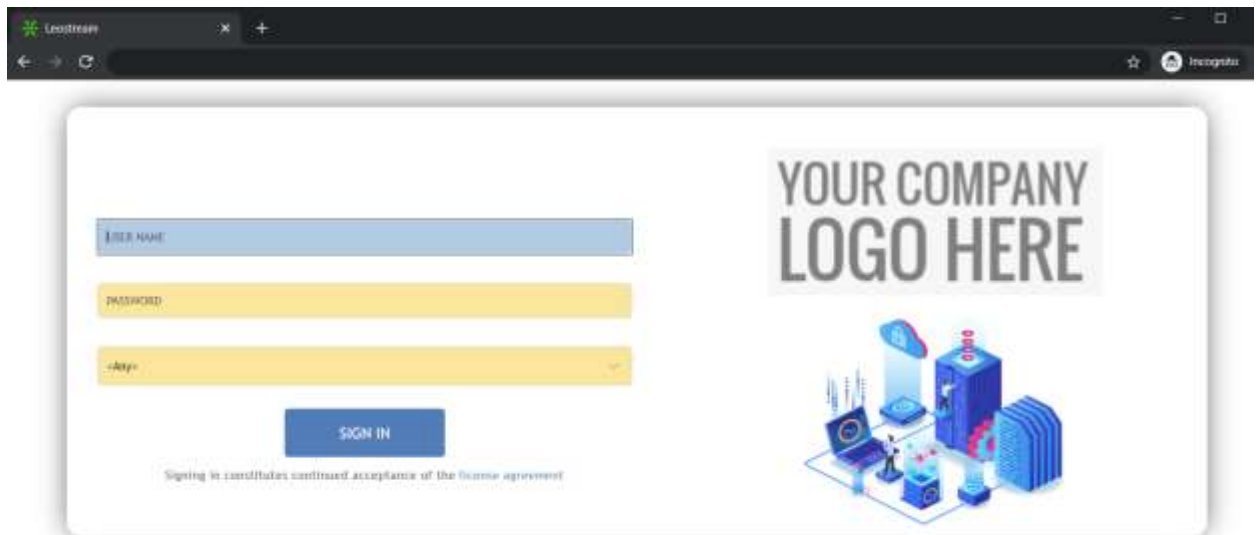 Leostream
Incognito
USER NAME
PASSWORD
<Any>
SIGN IN
Signing in constitutes continued acceptance of the license agreement
YOUR COMPANY
LOGO HERE